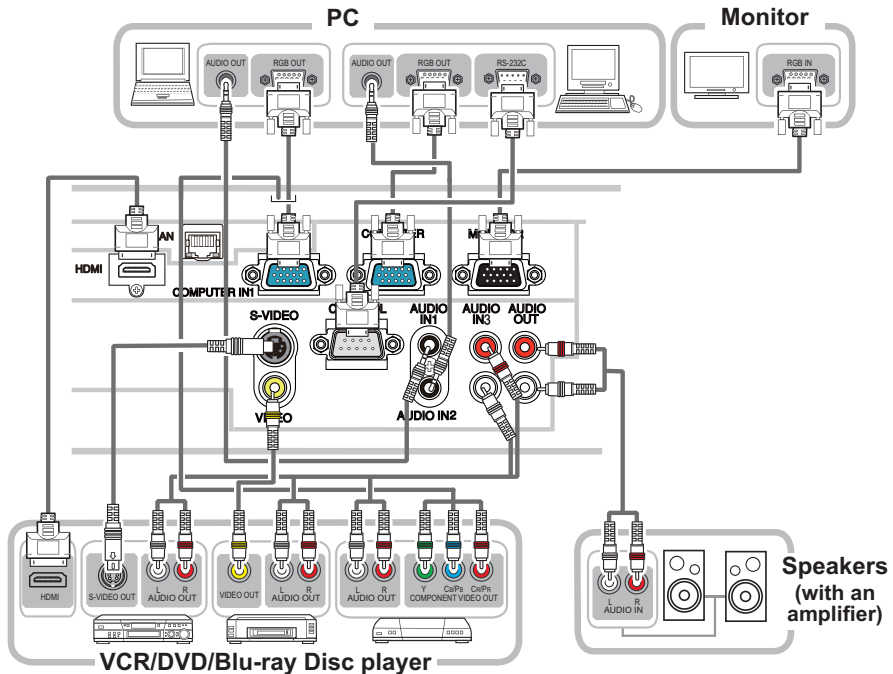 PC
Monitor
AUDIO OUT
RGB OUT
AUDIO OUT
RGB OUT
RS-232C
RGB IN
AN
HDMI
COMPUTER IN1
S-VIDEO
AUDIO IN1
AUDIO IN3
AUDIO OUT
VIDEO
AUDIO IN2
HDMI
S-VIDEO OUT
L R
AUDIO OUT
VIDEO OUT
L R
AUDIO OUT
L R
AUDIO OUT
Y CB/PB CR/PR
COMPONENT VIDEO OUT
L R
AUDIO IN
Speakers
(with an
amplifier)
VCR/DVD/Blu-ray Disc player